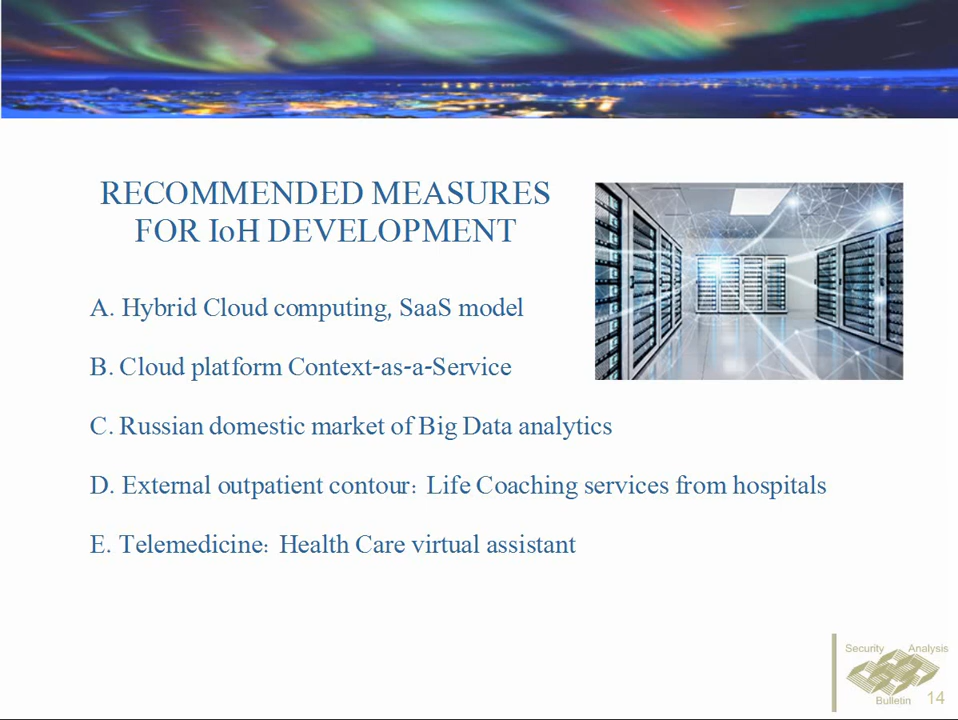 RECOMMENDED MEASURES
FOR IoH DEVELOPMENT
A. Hybrid Cloud computing, SaaS model
B. Cloud platform Context-as-a-Service
C. Russian domestic market of Big Data analytics
D. External outpatient contour: Life Coaching services from hospitals
E. Telemedicine: Health Care virtual assistant
Security Analysis
Bulletin
14